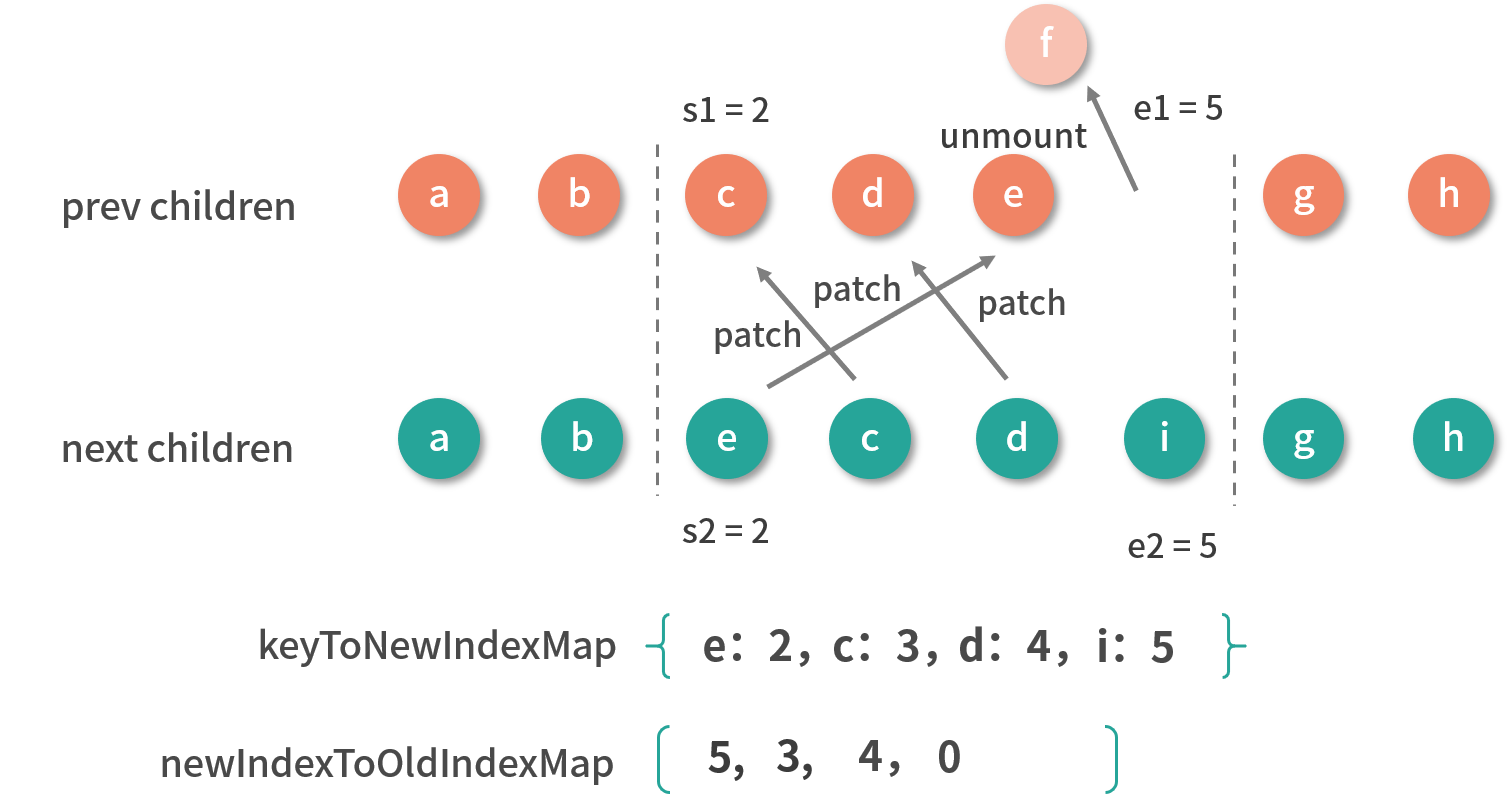 f
s1 = 2
e1 = 5
unmount
prev children a b c d e g h
patch
patch
patch
next children a b e c d i g h
s2 = 2
e2 = 5
keyToNewIndexMap { e: 2, c: 3, d: 4, i: 5 }
newIndexToOldIndexMap [ 5, 3, 4, 0 ]